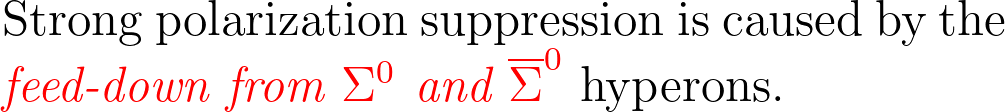 Strong polarization suppression is caused by the
feed-down from Σ⁰ and Σ̅⁰ hyperons.